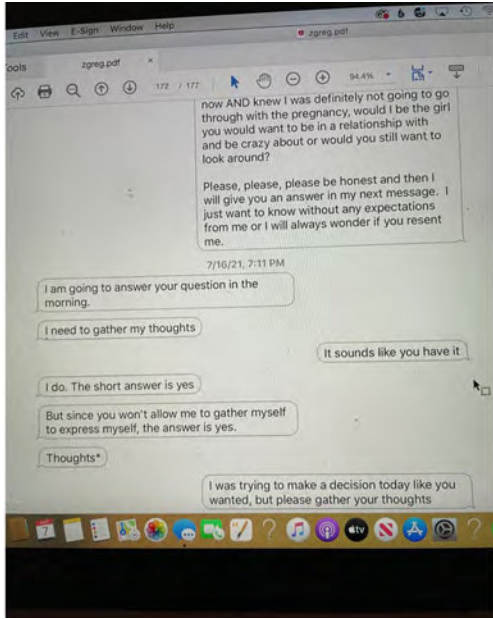 Edit View E-Sign Window Help
zgreg.pdf
ools
zgreg.pdf ×
172 / 177
94.4%
now AND knew I was definitely not going to go
through with the pregnancy, would I be the girl
you would want to be in a relationship with
and be crazy about or would you still want to
look around?
Please, please, please be honest and then I
will give you an answer in my next message. I
just want to know without any expectations
from me or I will always wonder if you resent
me.
7/16/21, 7:11 PM
I am going to answer your question in the
morning.
I need to gather my thoughts
It sounds like you have it
I do. The short answer is yes
But since you won't allow me to gather myself
to express myself, the answer is yes.
Thoughts*
I was trying to make a decision today like you
wanted, but please gather your thoughts
7
tv